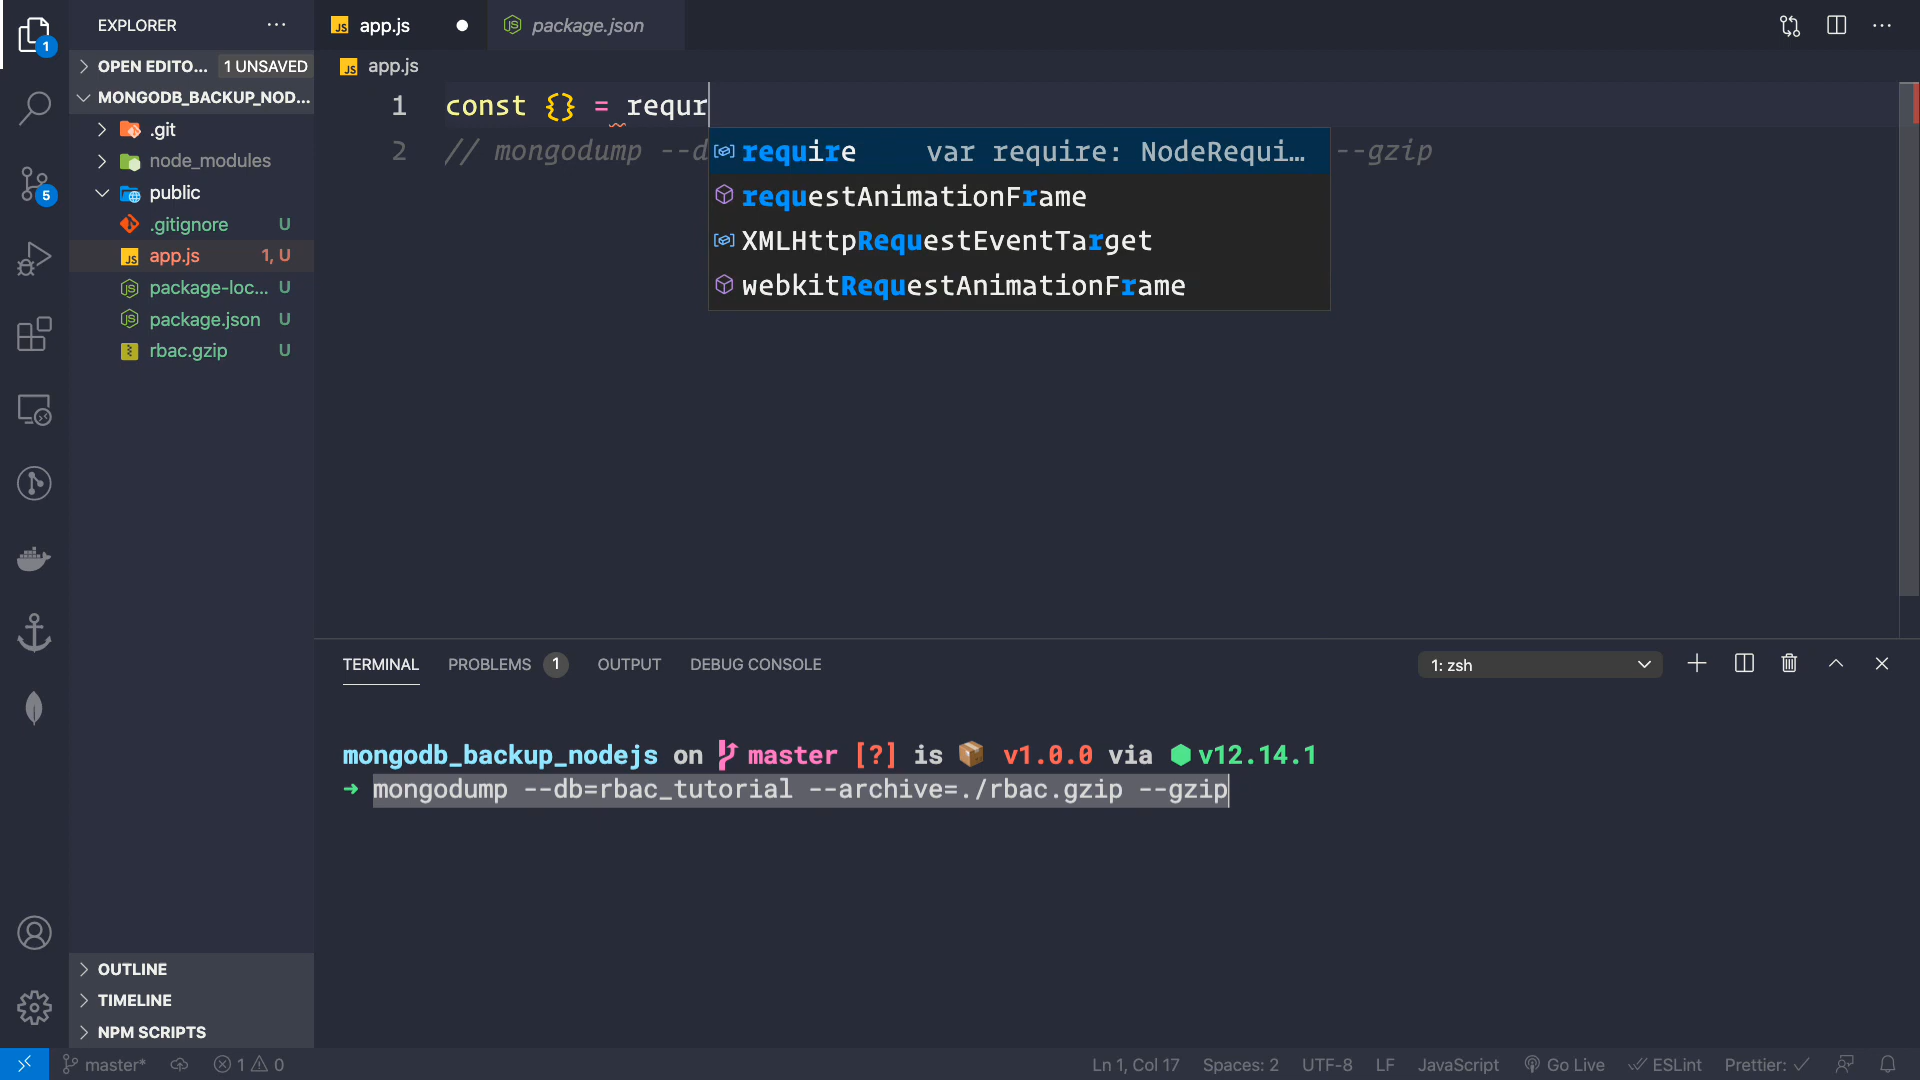 EXPLORER
···
app.js
package.json
OPEN EDITO... 1 UNSAVED
app.js
MONGODB_BACKUP_NOD...
1 const {} = requr
2 // mongodump --d --gzip
require var require: NodeRequi...
requestAnimationFrame
XMLHttpRequestEventTarget
webkitRequestAnimationFrame
.git
node_modules
public
.gitignore U
app.js 1, U
package-loc... U
package.json U
rbac.gzip U
1
5
TERMINAL PROBLEMS 1 OUTPUT DEBUG CONSOLE 1: zsh
mongodb_backup_nodejs on master [?] is 📦 v1.0.0 via ⬢ v12.14.1
➜ mongodump --db=rbac_tutorial --archive=./rbac.gzip --gzip
OUTLINE
TIMELINE
NPM SCRIPTS
master* 1 0 Ln 1, Col 17 Spaces: 2 UTF-8 LF JavaScript Go Live ESLint Prettier: ✓